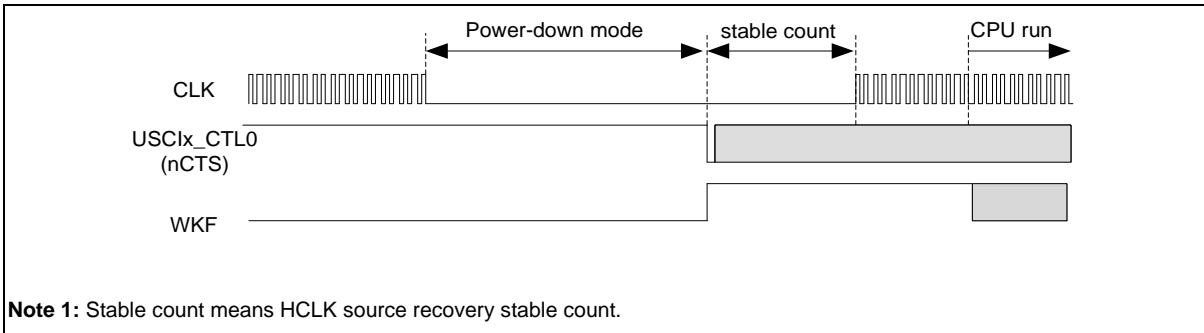 Power-down mode
stable count
CPU run
CLK
USCIx_CTL0
(nCTS)
WKF
Note 1: Stable count means HCLK source recovery stable count.